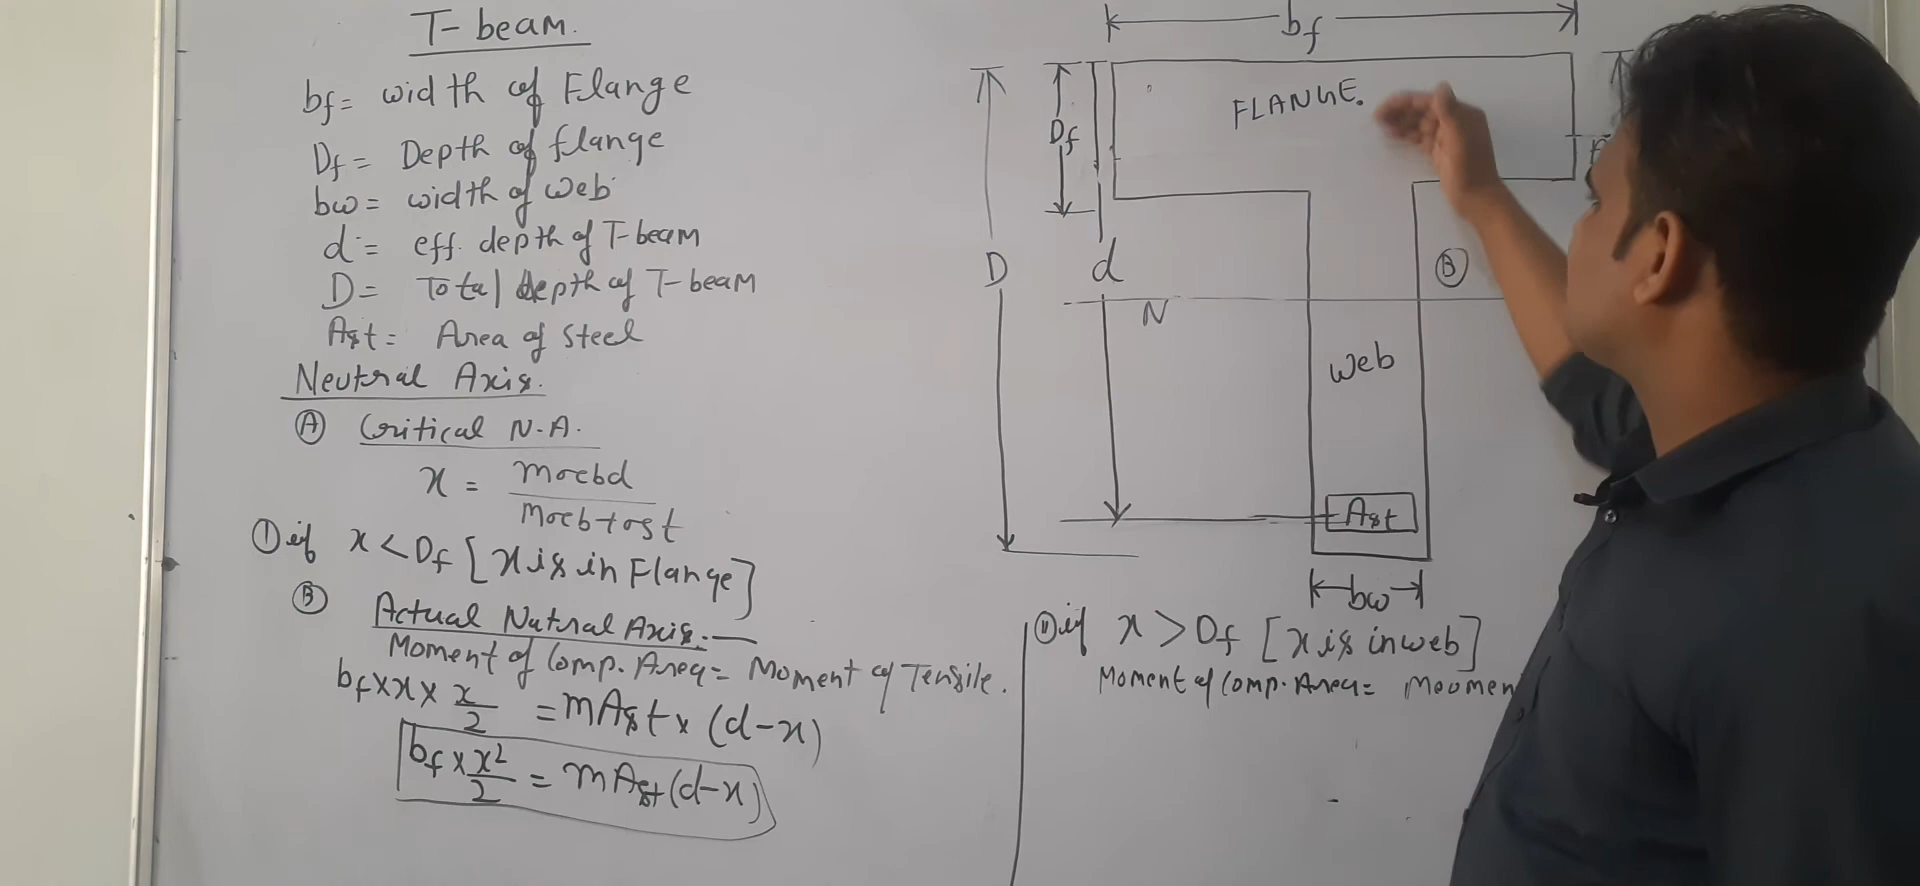 T-beam.
bf = width of Flange
Df = Depth of flange
bw = width of web
d = eff. depth of T-beam
D = Total depth of T-beam
Ast = Area of steel
Neutral Axis.
Ⓐ Critical N.A.
x = mσcbd
mσcb+σst
① if x < Df [x is in Flange]
Ⓑ Actual Natural Axis.
Moment of Comp. Area = Moment of Tensile.
bf × x × x/2 = mAst × (d-x)
bf × x²/2 = mAst (d-x)
bf
FLANGE.
Df
D
d
Ⓑ
N
web
Ast
bw
⑪ if x > Df [x is in web]
Moment of Comp. Area =